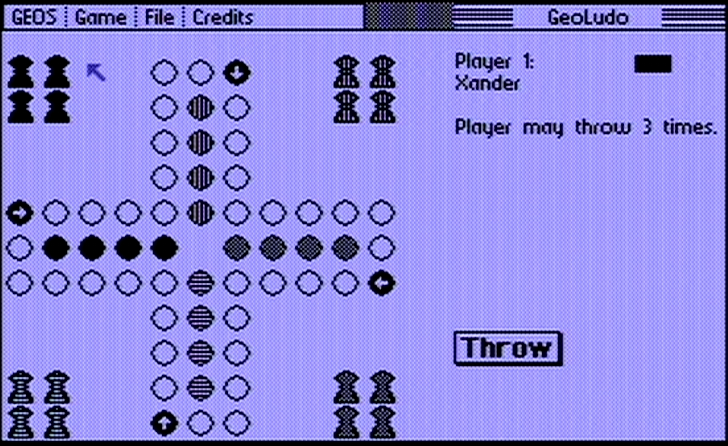 GEOS Game File Credits GeoLudo
Player 1:
Xander
Player may throw 3 times.
Throw